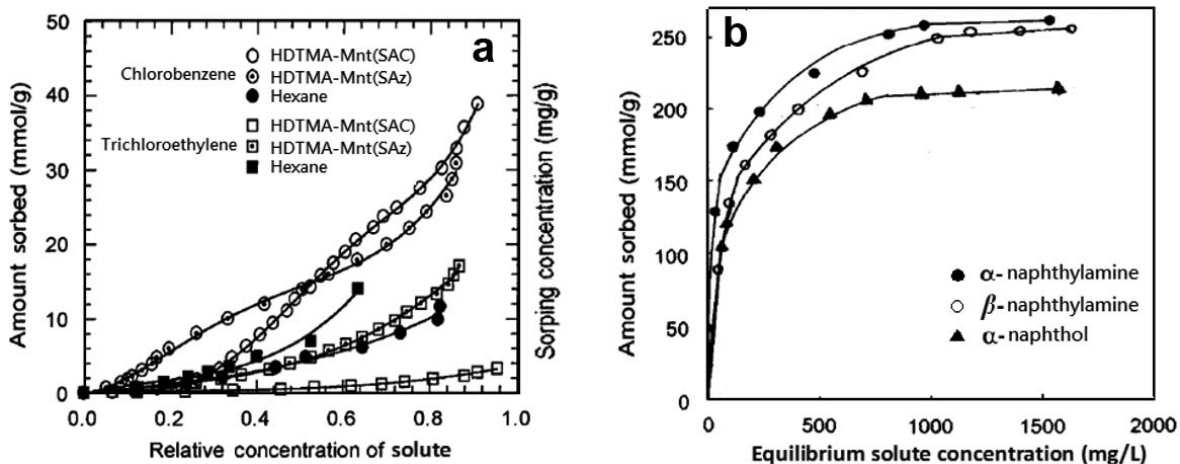 a
Amount sorbed (mmol/g)
50
40
30
20
10
0
Chlorobenzene
HDTMA-Mnt(SAC)
HDTMA-Mnt(SAz)
Hexane
Trichloroethylene
HDTMA-Mnt(SAC)
HDTMA-Mnt(SAz)
Hexane
Sorping concentration (mg/g)
0.0 0.2 0.4 0.6 0.8 1.0
Relative concentration of solute
b
Amount sorbed (mmol/g)
250
200
150
100
50
0
α- naphthylamine
β- naphthylamine
α- naphthol
0 500 1000 1500 2000
Equilibrium solute concentration (mg/L)